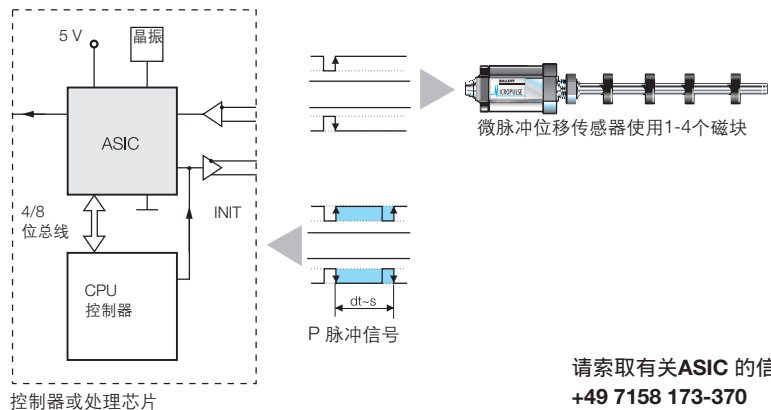 5 V
晶振
ASIC
4/8
位总线
INIT
CPU
控制器
控制器或处理芯片
dt~s
P 脉冲信号
BALLUFF
ICROPULSE
微脉冲位移传感器使用1-4个磁块
请索取有关ASIC 的信
+49 7158 173-370